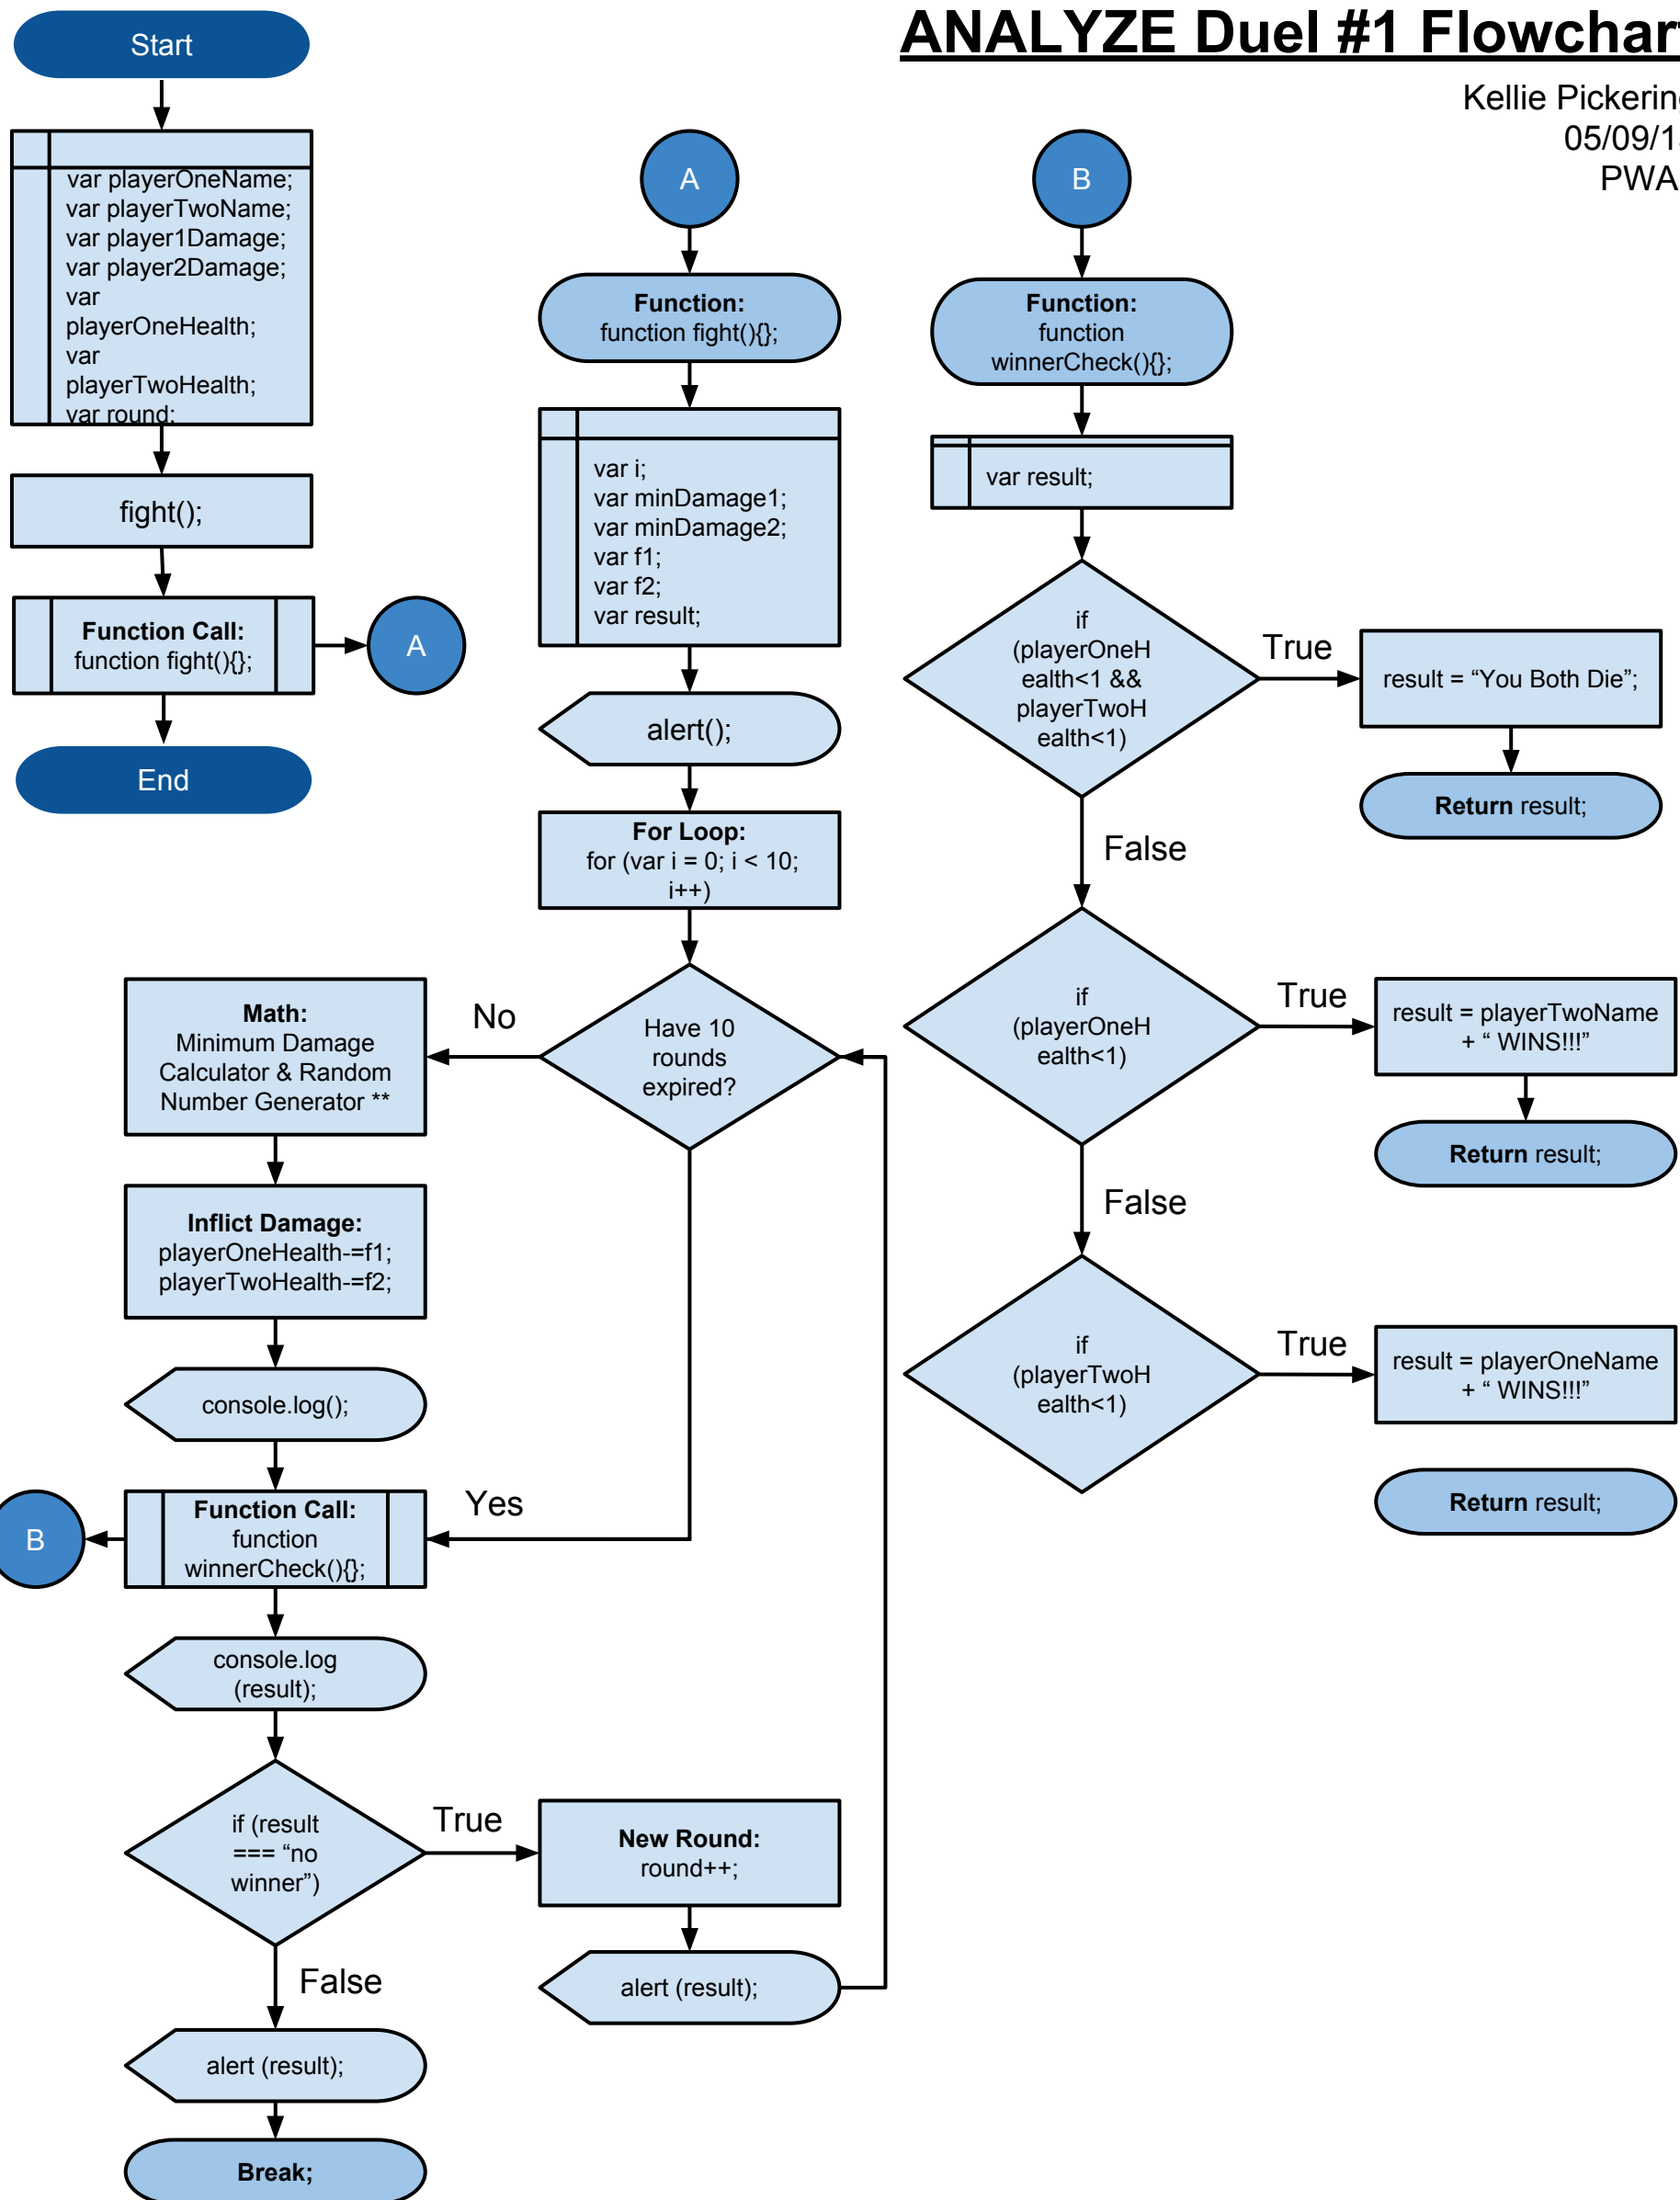 ANALYZE Duel #1 Flowchart
Kellie Pickering
05/09/1
PWA
Start
var playerOneName;
var playerTwoName;
var player1Damage;
var player2Damage;
var
playerOneHealth;
var
playerTwoHealth;
var round;
fight();
Function Call:
function fight(){};
A
End
A
Function:
function fight(){};
var i;
var minDamage1;
var minDamage2;
var f1;
var f2;
var result;
alert();
For Loop:
for (var i = 0; i < 10;
i++)
Have 10
rounds
expired?
No
Math:
Minimum Damage
Calculator & Random
Number Generator **
Inflict Damage:
playerOneHealth-=f1;
playerTwoHealth-=f2;
console.log();
Yes
Function Call:
function
winnerCheck(){};
B
console.log
(result);
if (result
=== “no
winner”)
True
New Round:
round++;
alert (result);
False
alert (result);
Break;
B
Function:
function
winnerCheck(){};
var result;
if
(playerOneH
ealth<1 &&
playerTwoH
ealth<1)
True
result = “You Both Die”;
Return result;
False
if
(playerOneH
ealth<1)
True
result = playerTwoName
+ “ WINS!!!”
Return result;
False
if
(playerTwoH
ealth<1)
True
result = playerOneName
+ “ WINS!!!”
Return result;